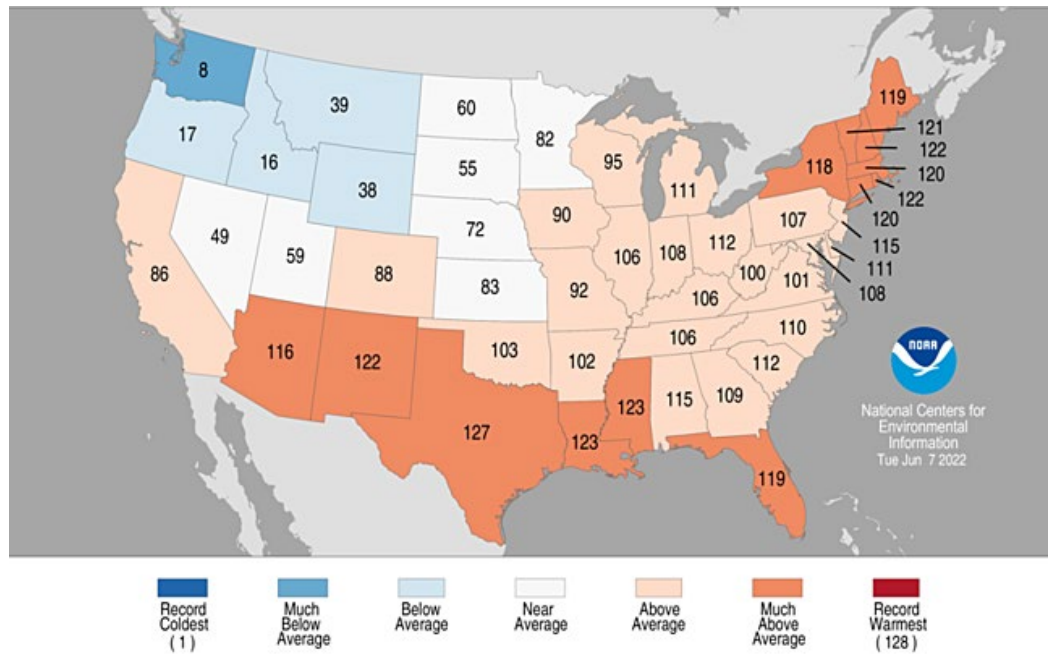 8
39
60
82
119
121
122
120
122
120
17
16
38
55
95
111
118
49
59
72
90
106
108
112
107
115
111
108
86
88
83
92
106
100
101
116
122
103
102
106
110
112
127
123
123
115
109
119
NOAA
National Centers for
Environmental
Information
Tue Jun 7 2022
Record
Coldest
( 1 )
Much
Below
Average
Below
Average
Near
Average
Above
Average
Much
Above
Average
Record
Warmest
( 128 )